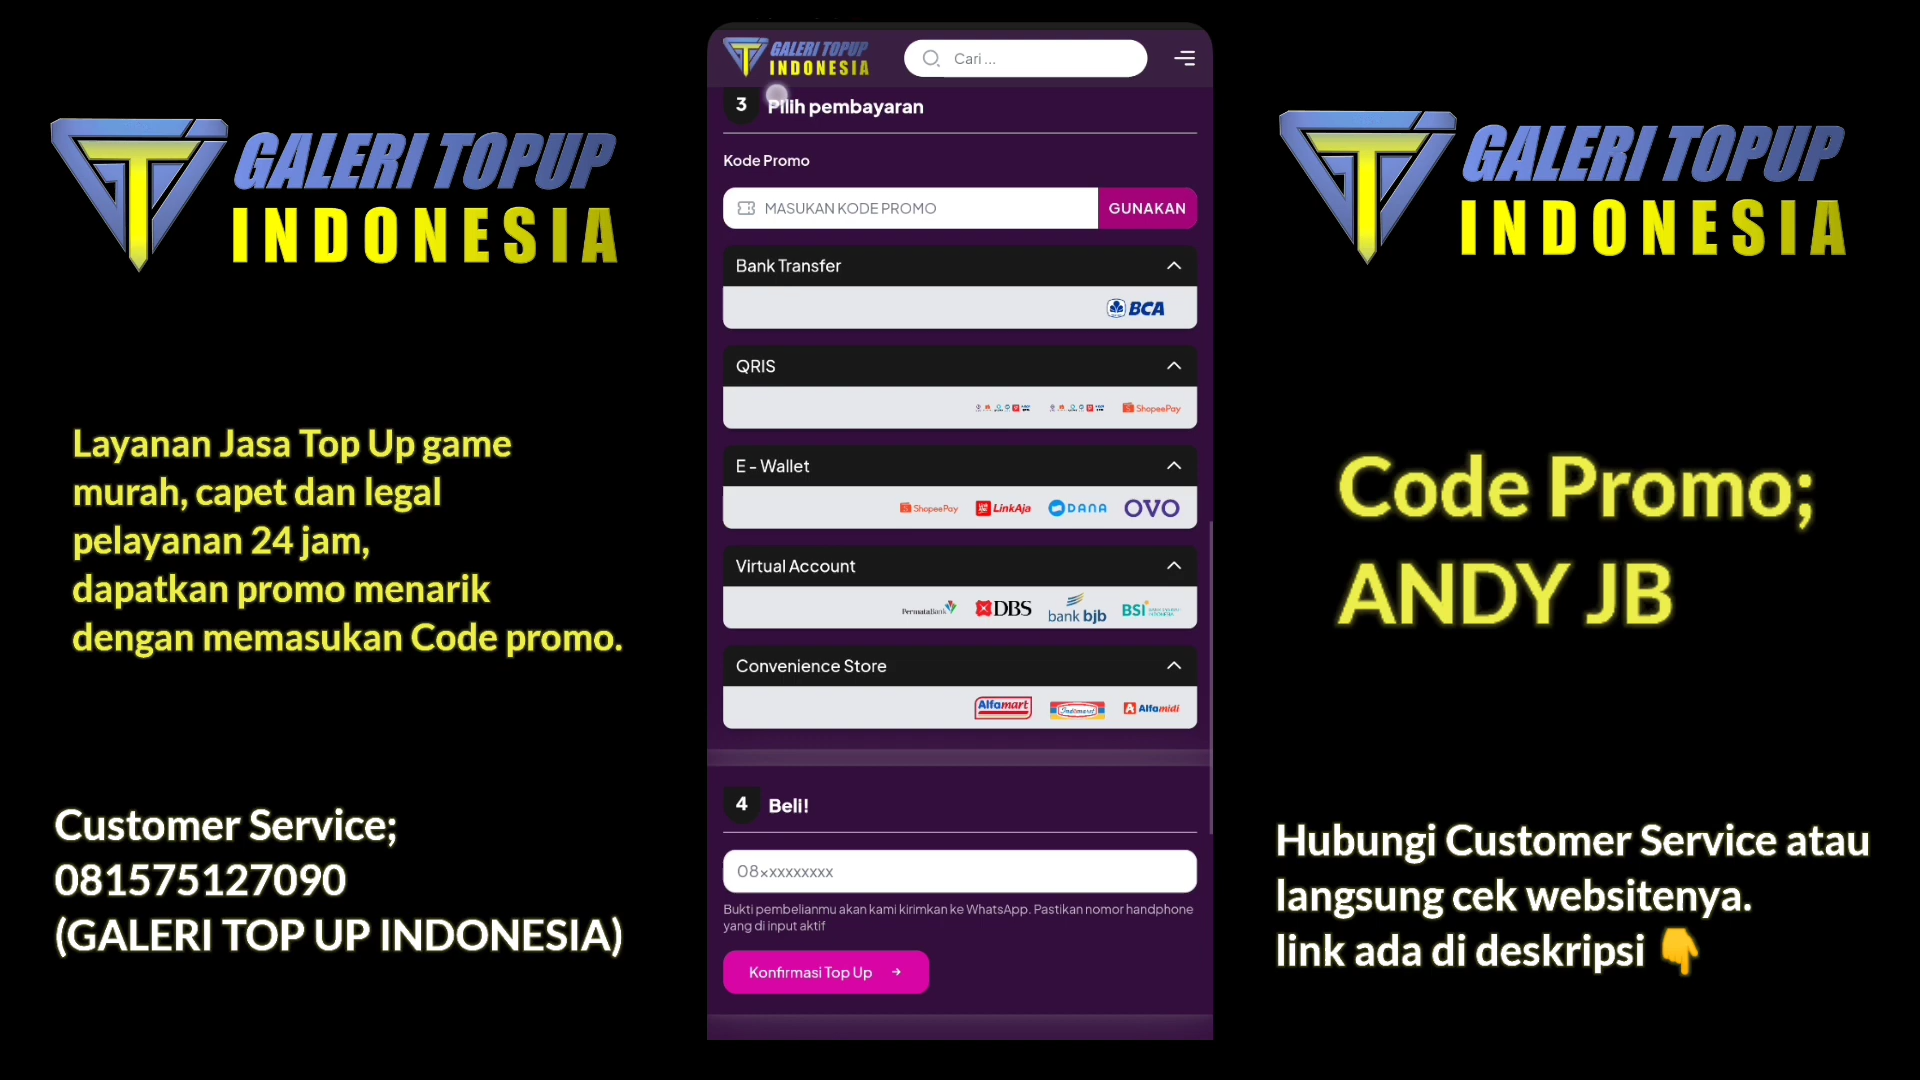 GALERI TOPUP
INDONESIA
Layanan Jasa Top Up game
murah, capet dan legal
pelayanan 24 jam,
dapatkan promo menarik
dengan memasukan Code promo.
Customer Service;
081575127090
(GALERI TOP UP INDONESIA)
GALERI TOPUP
INDONESIA
Cari ...
3 Pilih pembayaran
Kode Promo
MASUKAN KODE PROMO GUNAKAN
Bank Transfer
BCA
QRIS
ShopeePay
E - Wallet
ShopeePay LinkAja DANA OVO
Virtual Account
PermataBank DBS bank bjb BSI
Convenience Store
Alfamart Indomaret Alfamidi
4 Beli!
08xxxxxxxxx
Bukti pembelianmu akan kami kirimkan ke WhatsApp. Pastikan nomor handphone
yang di input aktif
Konfirmasi Top Up →
GALERI TOPUP
INDONESIA
Code Promo;
ANDY JB
Hubungi Customer Service atau
langsung cek websitenya.
link ada di deskripsi 👇